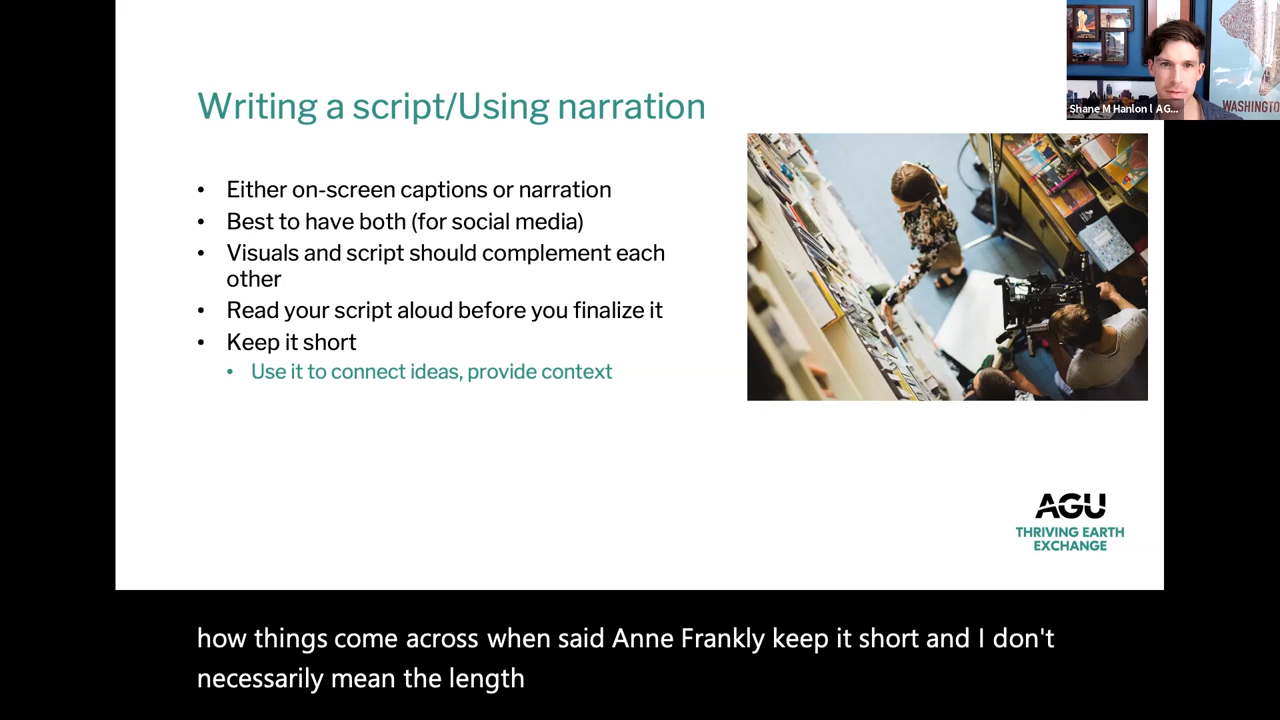 Writing a script/Using narration
• Either on-screen captions or narration
• Best to have both (for social media)
• Visuals and script should complement each
other
• Read your script aloud before you finalize it
• Keep it short
• Use it to connect ideas, provide context
Shane M Hanlon l AG...
WASHINGTO
AGU
THRIVING EARTH
EXCHANGE
how things come across when said Anne Frankly keep it short and I don't
necessarily mean the length